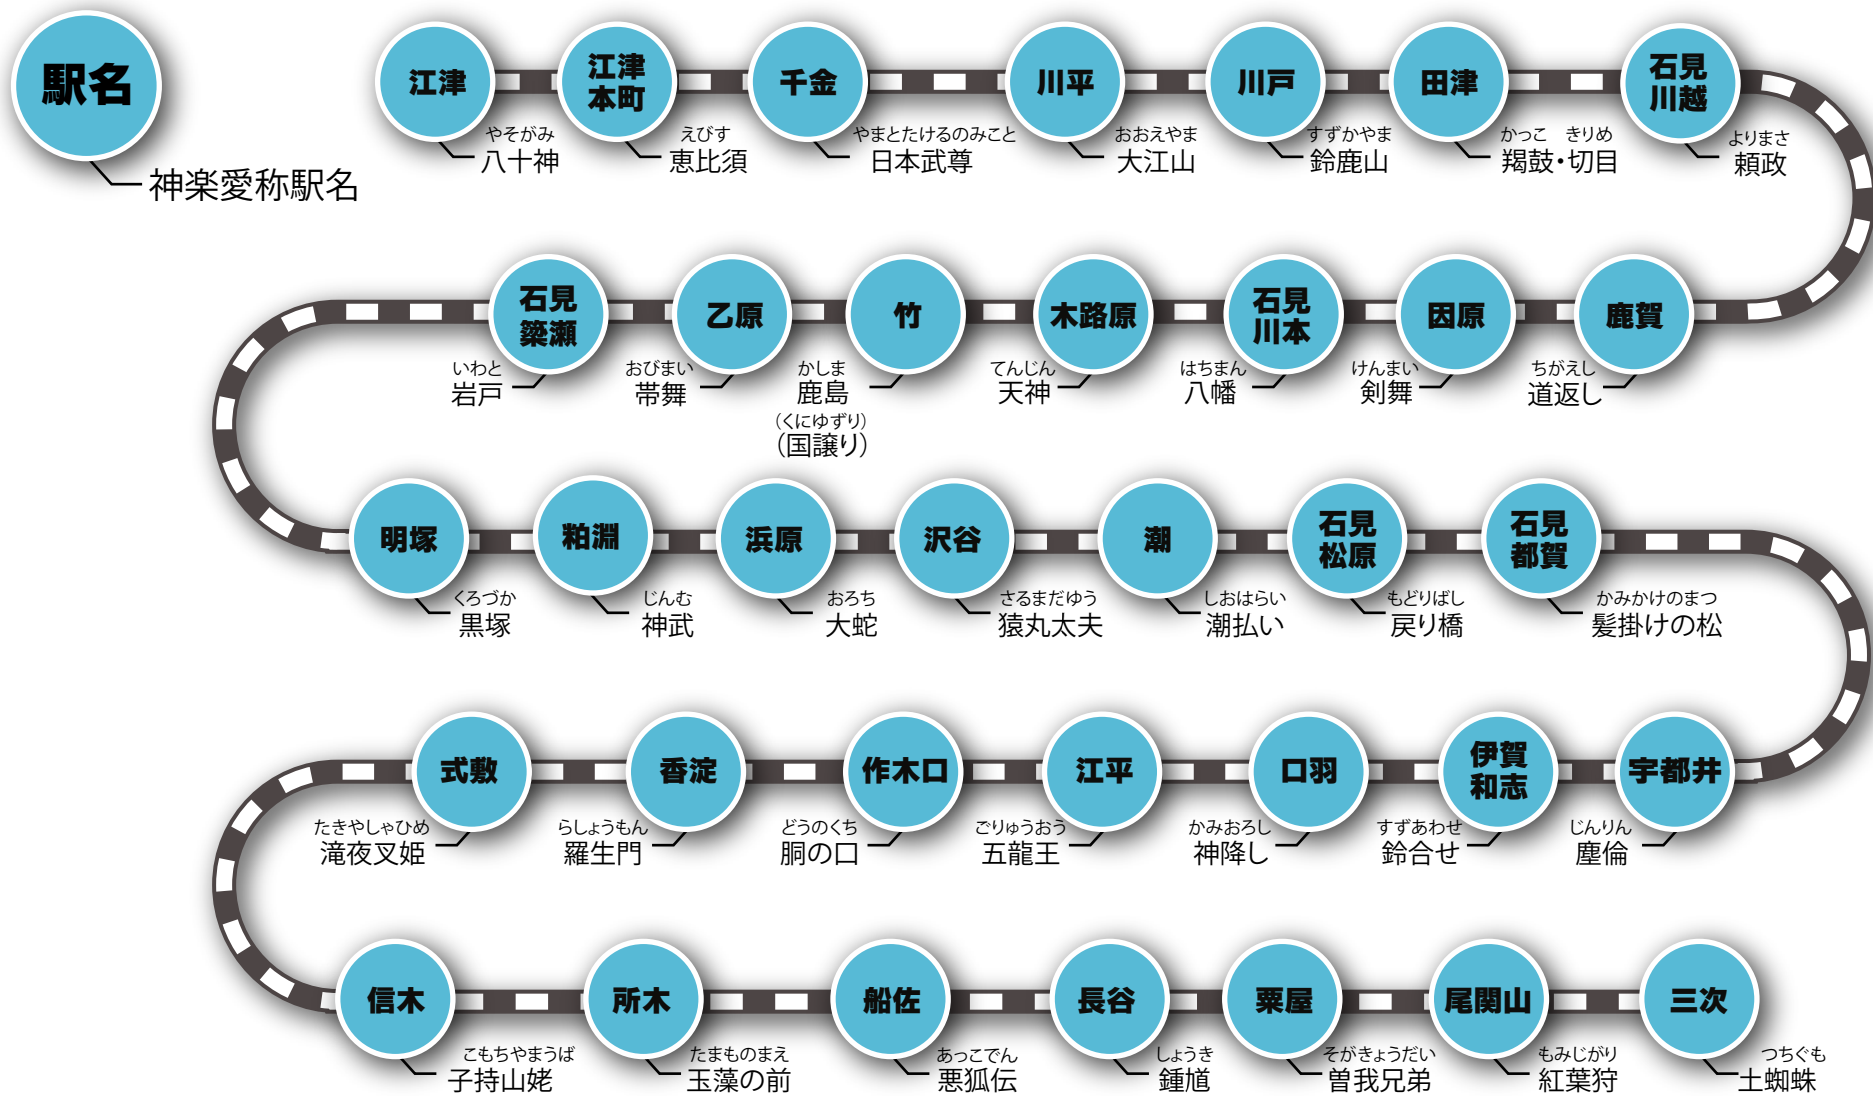 駅名
神楽愛称駅名
江津
やそがみ
八十神
江津
本町
えびす
恵比須
千金
やまとたけるのみこと
日本武尊
川平
おおえやま
大江山
川戸
すずかやま
鈴鹿山
田津
かっこ　きりめ
羯鼓・切目
石見
川越
よりまさ
頼政
石見
簗瀬
いわと
岩戸
乙原
おびまい
帯舞
竹
かしま
鹿島
（くにゆずり）
（国譲り）
木路原
てんじん
天神
石見
川本
はちまん
八幡
因原
けんまい
剣舞
鹿賀
ちがえし
道返し
明塚
くろづか
黒塚
粕淵
じんむ
神武
浜原
おろち
大蛇
沢谷
さるまだゆう
猿丸太夫
潮
しおはらい
潮払い
石見
松原
もどりばし
戻り橋
石見
都賀
かみかけのまつ
髪掛けの松
式敷
たきやしゃひめ
滝夜叉姫
香淀
らしょうもん
羅生門
作木口
どうのくち
胴の口
江平
ごりゅうおう
五龍王
口羽
かみおろし
神降し
伊賀
和志
すずあわせ
鈴合せ
宇都井
じんりん
塵倫
信木
こもちやまうば
子持山姥
所木
たまものまえ
玉藻の前
船佐
あっこでん
悪狐伝
長谷
しょうき
鍾馗
粟屋
そがきょうだい
曽我兄弟
尾関山
もみじがり
紅葉狩
三次
つちぐも
土蜘蛛